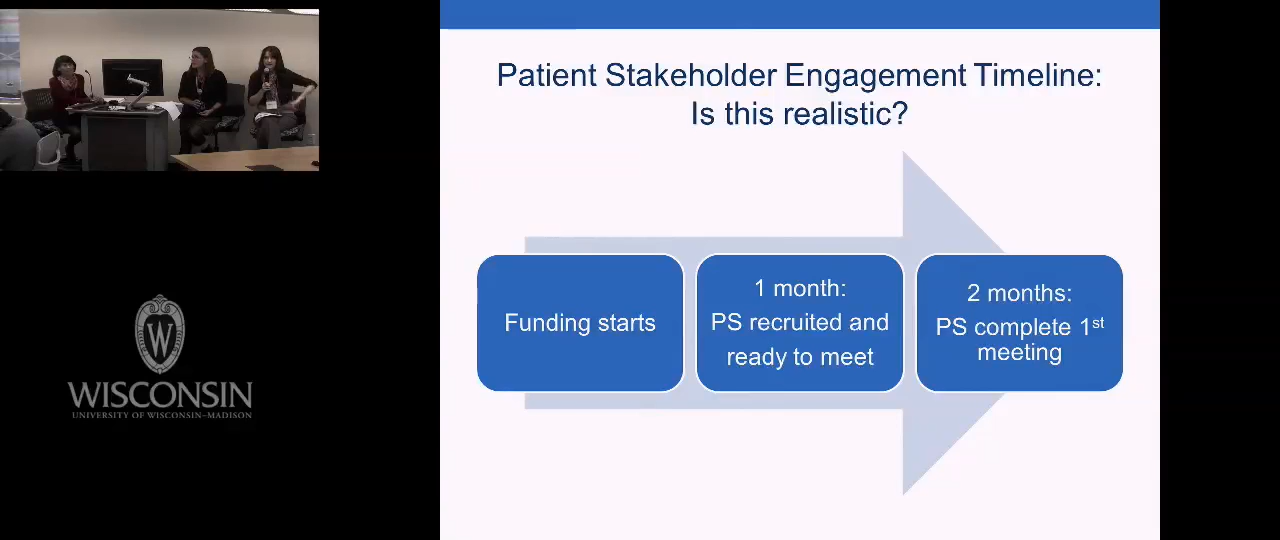 Patient Stakeholder Engagement Timeline:
Is this realistic?
Funding starts
1 month:
PS recruited and
ready to meet
2 months:
PS complete 1st
meeting
W
WISCONSIN
UNIVERSITY OF WISCONSIN–MADISON